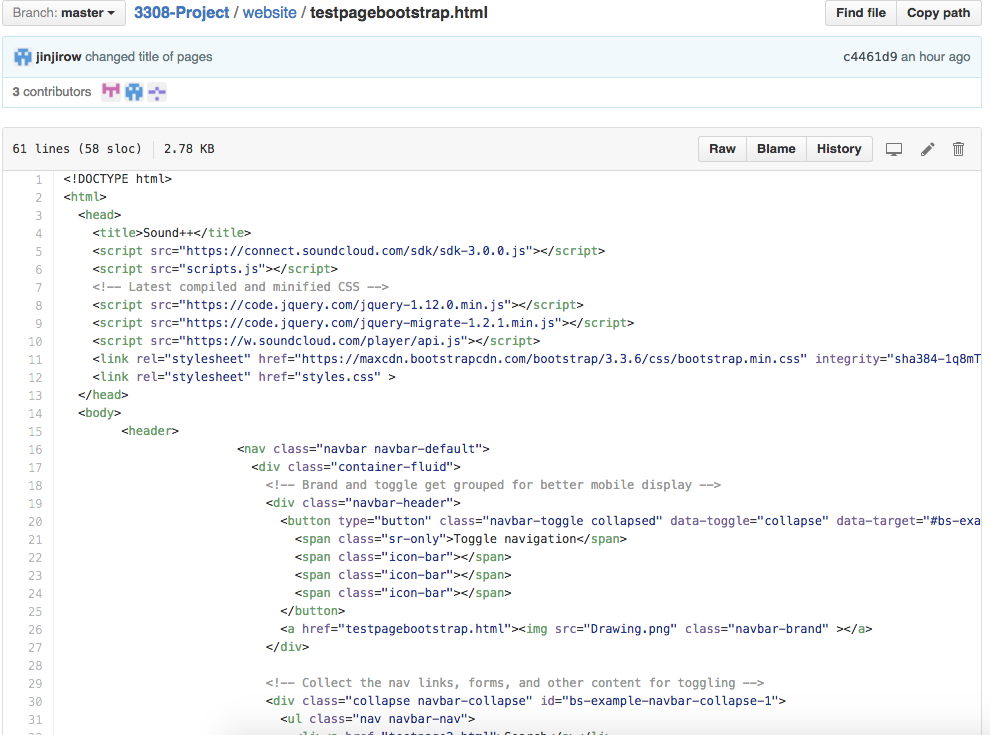 Branch: master
3308-Project / website / testpagebootstrap.html
Find file
Copy path
jinjirow changed title of pages
c4461d9 an hour ago
3 contributors
61 lines (58 sloc)
2.78 KB
Raw
Blame
History
1 <!DOCTYPE html>
2 <html>
3 <head>
4 <title>Sound++</title>
5 <script src="https://connect.soundcloud.com/sdk/sdk-3.0.0.js"></script>
6 <script src="scripts.js"></script>
7 <!-- Latest compiled and minified CSS -->
8 <script src="https://code.jquery.com/jquery-1.12.0.min.js"></script>
9 <script src="https://code.jquery.com/jquery-migrate-1.2.1.min.js"></script>
10 <script src="https://w.soundcloud.com/player/api.js"></script>
11 <link rel="stylesheet" href="https://maxcdn.bootstrapcdn.com/bootstrap/3.3.6/css/bootstrap.min.css" integrity="sha384-1q8mT
12 <link rel="stylesheet" href="styles.css" >
13 </head>
14 <body>
15 <header>
16 <nav class="navbar navbar-default">
17 <div class="container-fluid">
18 <!-- Brand and toggle get grouped for better mobile display -->
19 <div class="navbar-header">
20 <button type="button" class="navbar-toggle collapsed" data-toggle="collapse" data-target="#bs-exa
21 <span class="sr-only">Toggle navigation</span>
22 <span class="icon-bar"></span>
23 <span class="icon-bar"></span>
24 <span class="icon-bar"></span>
25 </button>
26 <a href="testpagebootstrap.html"><img src="Drawing.png" class="navbar-brand" ></a>
27 </div>
28
29 <!-- Collect the nav links, forms, and other content for toggling -->
30 <div class="collapse navbar-collapse" id="bs-example-navbar-collapse-1">
31 <ul class="nav navbar-nav">